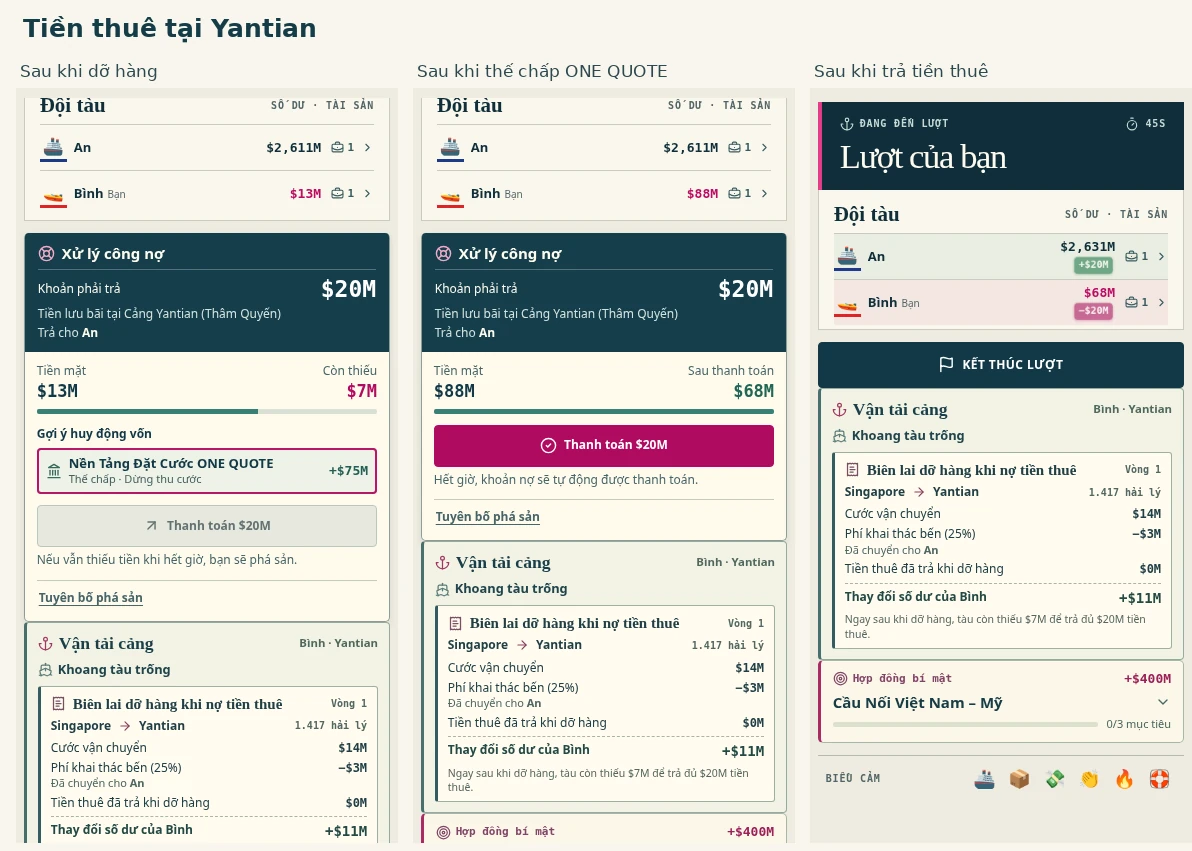 Tiền thuê tại Yantian
Sau khi dỡ hàng
Đội tàu
SỐ DƯ · TÀI SẢN
An
$2,611M
1
Bình Bạn
$13M
1
Xử lý công nợ
Khoản phải trả
$20M
Tiền lưu bãi tại Cảng Yantian (Thâm Quyến)
Trả cho An
Tiền mặt
Còn thiếu
$13M
$7M
Gợi ý huy động vốn
Nền Tảng Đặt Cước ONE QUOTE
Thế chấp · Dừng thu cước
+$75M
Thanh toán $20M
Nếu vẫn thiếu tiền khi hết giờ, bạn sẽ phá sản.
Tuyên bố phá sản
Vận tải cảng
Bình · Yantian
Khoang tàu trống
Biên lai dỡ hàng khi nợ tiền thuê
Vòng 1
Singapore → Yantian
1.417 hải lý
Cước vận chuyển
$14M
Phí khai thác bến (25%)
−$3M
Đã chuyển cho An
Tiền thuê đã trả khi dỡ hàng
$0M
Thay đổi số dư của Bình
+$11M
Sau khi thế chấp ONE QUOTE
Đội tàu
SỐ DƯ · TÀI SẢN
An
$2,611M
1
Bình Bạn
$88M
1
Xử lý công nợ
Khoản phải trả
$20M
Tiền lưu bãi tại Cảng Yantian (Thâm Quyến)
Trả cho An
Tiền mặt
Sau thanh toán
$88M
$68M
Thanh toán $20M
Hết giờ, khoản nợ sẽ tự động được thanh toán.
Tuyên bố phá sản
Vận tải cảng
Bình · Yantian
Khoang tàu trống
Biên lai dỡ hàng khi nợ tiền thuê
Vòng 1
Singapore → Yantian
1.417 hải lý
Cước vận chuyển
$14M
Phí khai thác bến (25%)
−$3M
Đã chuyển cho An
Tiền thuê đã trả khi dỡ hàng
$0M
Thay đổi số dư của Bình
+$11M
Ngay sau khi dỡ hàng, tàu còn thiếu $7M để trả đủ $20M tiền
thuê.
Hợp đồng bí mật
+$400M
Sau khi trả tiền thuê
ĐANG ĐẾN LƯỢT
45S
Lượt của bạn
Đội tàu
SỐ DƯ · TÀI SẢN
An
$2,631M
+$20M
1
Bình Bạn
$68M
−$20M
1
KẾT THÚC LƯỢT
Vận tải cảng
Bình · Yantian
Khoang tàu trống
Biên lai dỡ hàng khi nợ tiền thuê
Vòng 1
Singapore → Yantian
1.417 hải lý
Cước vận chuyển
$14M
Phí khai thác bến (25%)
−$3M
Đã chuyển cho An
Tiền thuê đã trả khi dỡ hàng
$0M
Thay đổi số dư của Bình
+$11M
Ngay sau khi dỡ hàng, tàu còn thiếu $7M để trả đủ $20M tiền
thuê.
Hợp đồng bí mật
+$400M
Cầu Nối Việt Nam – Mỹ
0/3 mục tiêu
BIỂU CẢM